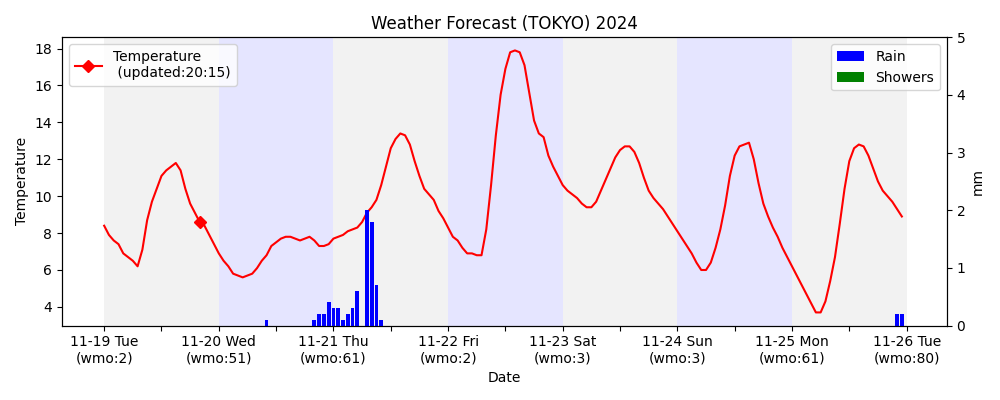 Weather Forecast (TOKYO) 2024
Temperature
(updated:20:15)
Rain
Showers
18
16
14
12
10
8
6
4
Temperature
5
4
3
2
1
0
mm
11-19 Tue
(wmo:2)
11-20 Wed
(wmo:51)
11-21 Thu
(wmo:61)
11-22 Fri
(wmo:2)
11-23 Sat
(wmo:3)
11-24 Sun
(wmo:3)
11-25 Mon
(wmo:61)
11-26 Tue
(wmo:80)
Date